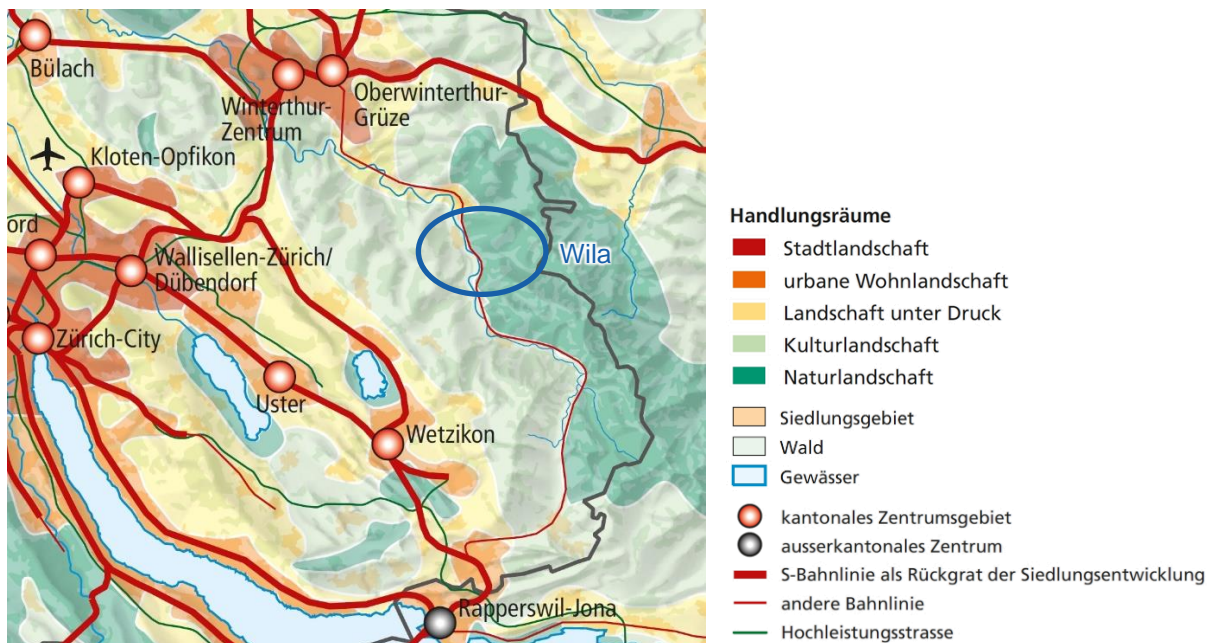 Bülach
Winterthur-
Zentrum
Oberwinterthur-
Grüze
Kloten-Opfikon
ord
Wallisellen-Zürich/
Dübendorf
Wila
Zürich-City
Uster
Wetzikon
Rapperswil-Jona
Handlungsräume
Stadtlandschaft
urbane Wohnlandschaft
Landschaft unter Druck
Kulturlandschaft
Naturlandschaft
Siedlungsgebiet
Wald
Gewässer
kantonales Zentrumsgebiet
ausserkantonales Zentrum
S-Bahnlinie als Rückgrat der Siedlungsentwicklung
andere Bahnlinie
Hochleistungsstrasse